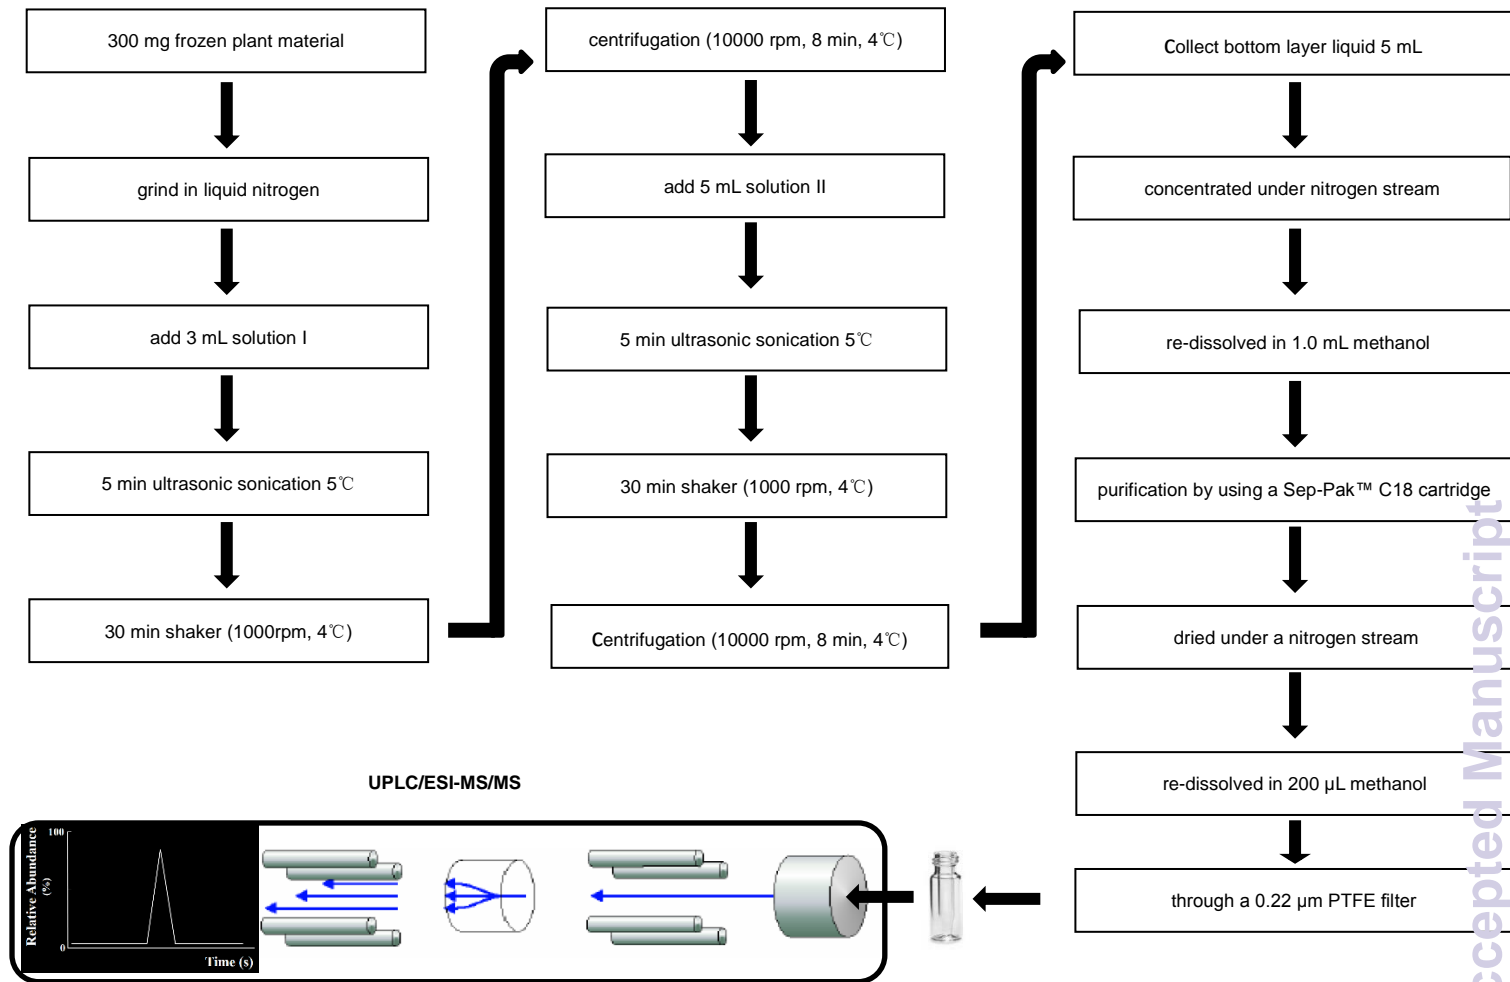 300 mg frozen plant material
grind in liquid nitrogen
add 3 mL solution I
5 min ultrasonic sonication 5℃
30 min shaker (1000rpm, 4℃)
centrifugation (10000 rpm, 8 min, 4℃)
add 5 mL solution II
5 min ultrasonic sonication 5℃
30 min shaker (1000 rpm, 4℃)
Centrifugation (10000 rpm, 8 min, 4℃)
Collect bottom layer liquid 5 mL
concentrated under nitrogen stream
re-dissolved in 1.0 mL methanol
purification by using a Sep-Pak™ C18 cartridge
dried under a nitrogen stream
re-dissolved in 200 µL methanol
through a 0.22 µm PTFE filter
UPLC/ESI-MS/MS
Relative Abundance
(%)
100
0
Time (s)
Manuscript